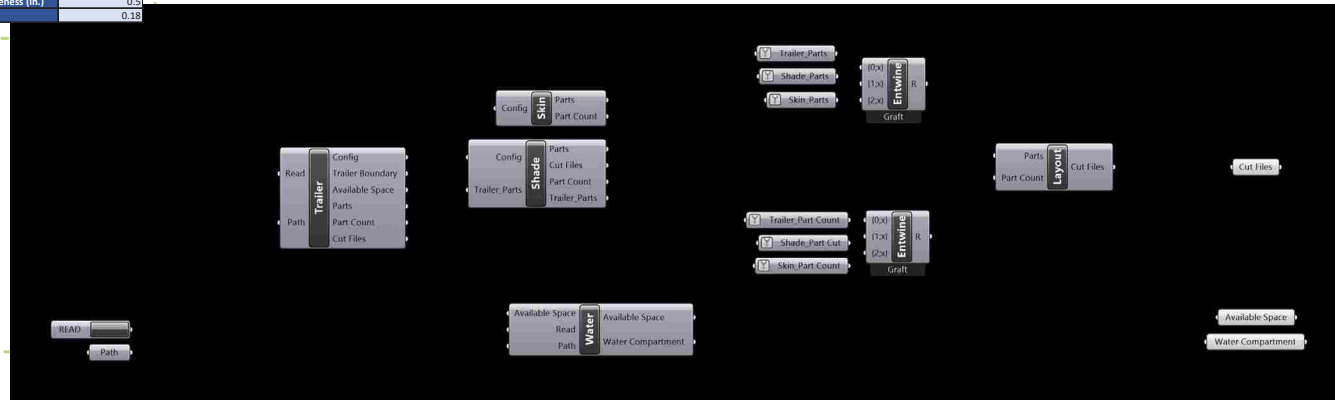 eness (in.) 0.5
0.18
Trailer_Parts
Shade_Parts
Skin_Parts
{0;x}
{1;x}
{2;x}
Entwine
R
Graft
Config
Skin
Parts
Part Count
Config
Trailer_Parts
Shade
Parts
Cut Files
Part Count
Trailer_Parts
Read
Path
Trailer
Config
Trailer Boundary
Available Space
Parts
Part Count
Cut Files
Parts
Part Count
Layout
Cut Files
Cut Files
Trailer_Part Count
Shade_Part Cut
Skin_Part Count
{0;x}
{1;x}
{2;x}
Entwine
R
Graft
Available Space
Read
Path
Water
Available Space
Water Compartment
READ
Path
Available Space
Water Compartment